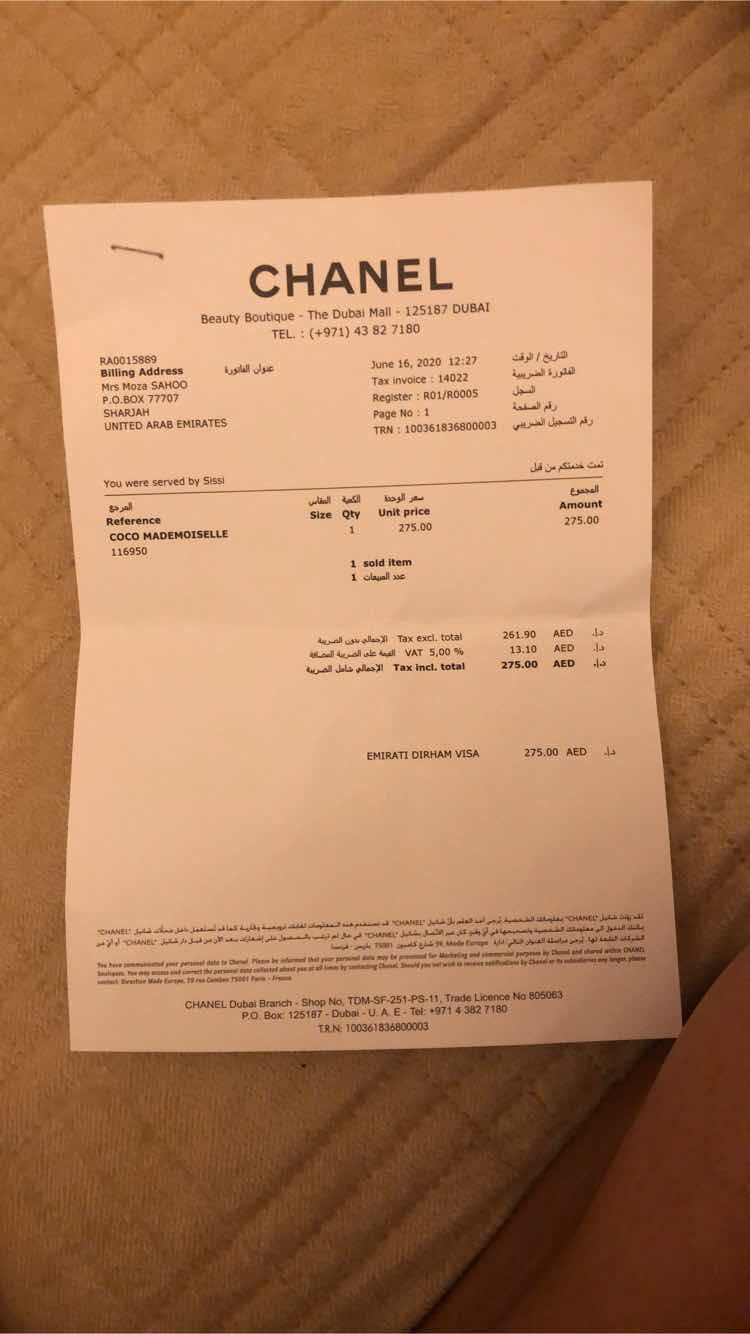 CHANEL
Beauty Boutique - The Dubai Mall - 125187 DUBAI
TEL. : (+971) 43 82 7180
RA0015889
Billing Address عنوان الفاتورة
Mrs Moza SAHOO
P.O.BOX 77707
SHARJAH
UNITED ARAB EMIRATES
June 16, 2020 12:27 التاريخ / الوقت
Tax invoice : 14022 الفاتورة الضريبية
Register : R01/R0005 السجل
Page No : 1 رقم الصفحة
TRN : 100361836800003 رقم التسجيل الضريبي
You were served by Sissi تمت خدمتكم من قبل
المرجع المقاس الكمية سعر الوحدة المجموع
Reference Size Qty Unit price Amount
COCO MADEMOISELLE 1 275.00 275.00
116950
1 sold item
1 عدد المبيعات
الإجمالي بدون الضريبة Tax excl. total 261.90 AED د.إ.
القيمة على الضريبة المضافة VAT 5,00 % 13.10 AED د.إ.
الإجمالي شامل الضريبة Tax incl. total 275.00 AED د.إ.
EMIRATI DIRHAM VISA 275.00 AED د.إ.
You have communicated your personal data to Chanel. Please be informed that your personal data may be processed for Marketing and commercial purposes by Chanel and shared within CHANEL
boutiques. You may access and correct the personal data collected about you at all times by contacting Chanel. Should you not wish to receive notifications by Chanel or its subsidiaries any longer, please
contact: Directice Mode Europe, 39 rue Cambon 75001 Paris – France
CHANEL Dubai Branch - Shop No, TDM-SF-251-PS-11, Trade Licence No 805063
P.O. Box: 125187 - Dubai - U. A. E - Tel: +971 4 382 7180
T.R.N: 100361836800003